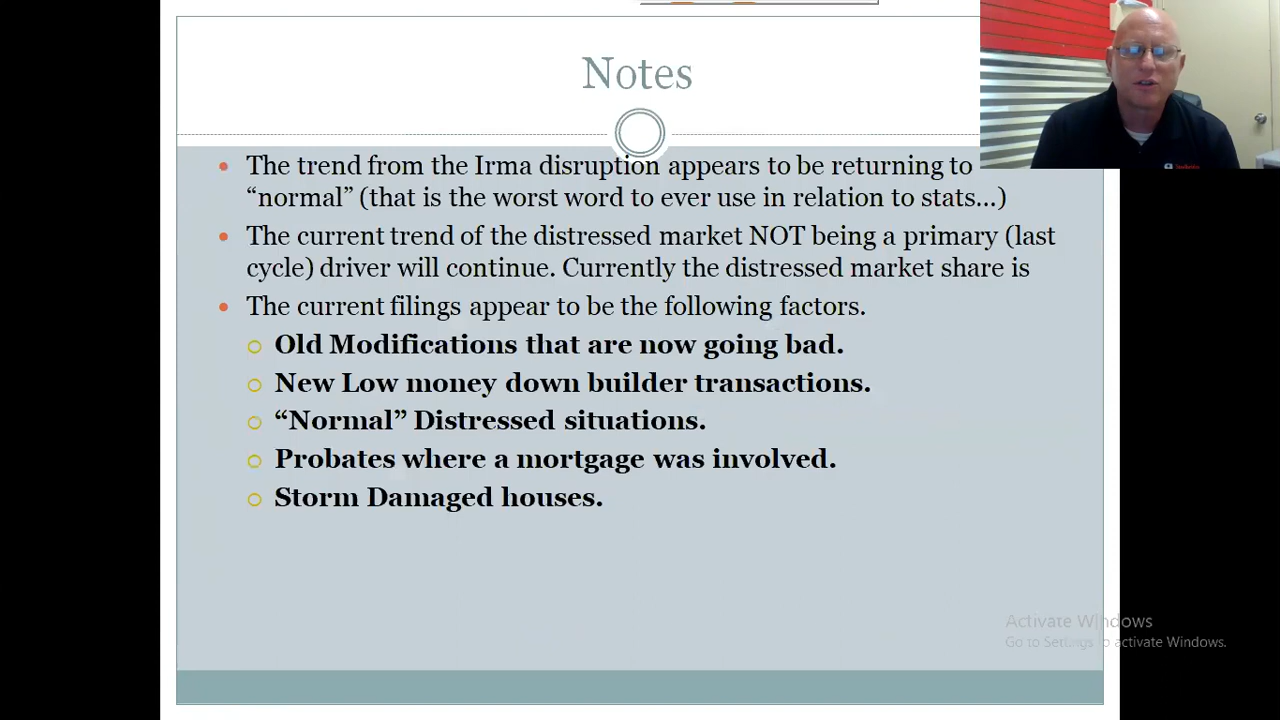 Notes
The trend from the Irma disruption appears to be returning to
“normal” (that is the worst word to ever use in relation to stats…)
The current trend of the distressed market NOT being a primary (last
cycle) driver will continue. Currently the distressed market share is
The current filings appear to be the following factors.
Old Modifications that are now going bad.
New Low money down builder transactions.
“Normal” Distressed situations.
Probates where a mortgage was involved.
Storm Damaged houses.
Activate Windows
Go to Settings to activate Windows.